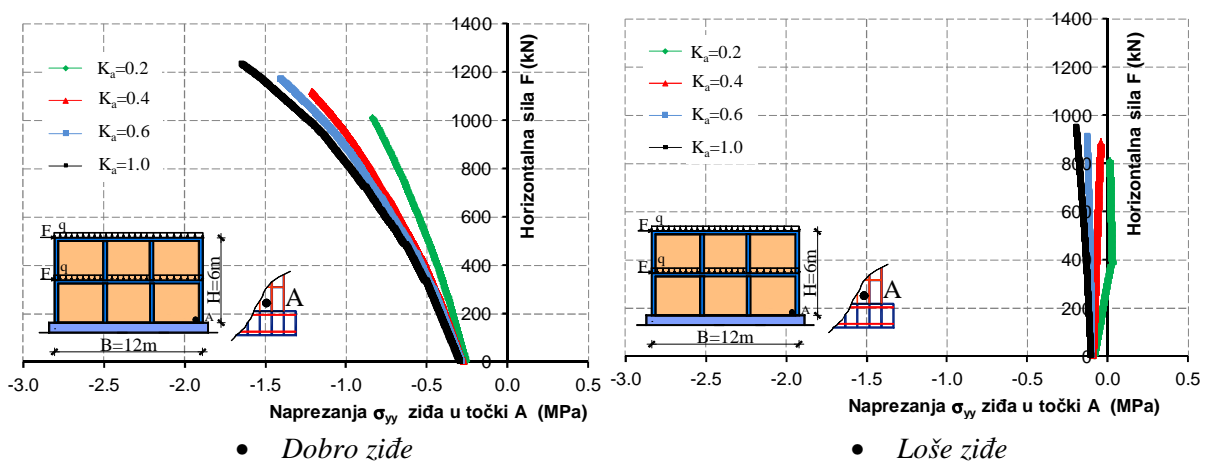 1400
1200
1000
800
600
400
200
0
Horizontalna sila F (kN)
Ka=0.2
Ka=0.4
Ka=0.6
Ka=1.0
q
F
q
F
H=6m
A
B=12m
A
-3.0 -2.5 -2.0 -1.5 -1.0 -0.5 0.0 0.5
Naprezanja σyy ziđa u točki A (MPa)
• Dobro ziđe
1400
1200
1000
800
600
400
200
0
Horizontalna sila F (kN)
Ka=0.2
Ka=0.4
Ka=0.6
Ka=1.0
q
F
q
F
H=6m
A
B=12m
A
-3.0 -2.5 -2.0 -1.5 -1.0 -0.5 0.0 0.5
Naprezanja σyy ziđa u točki A (MPa)
• Loše ziđe